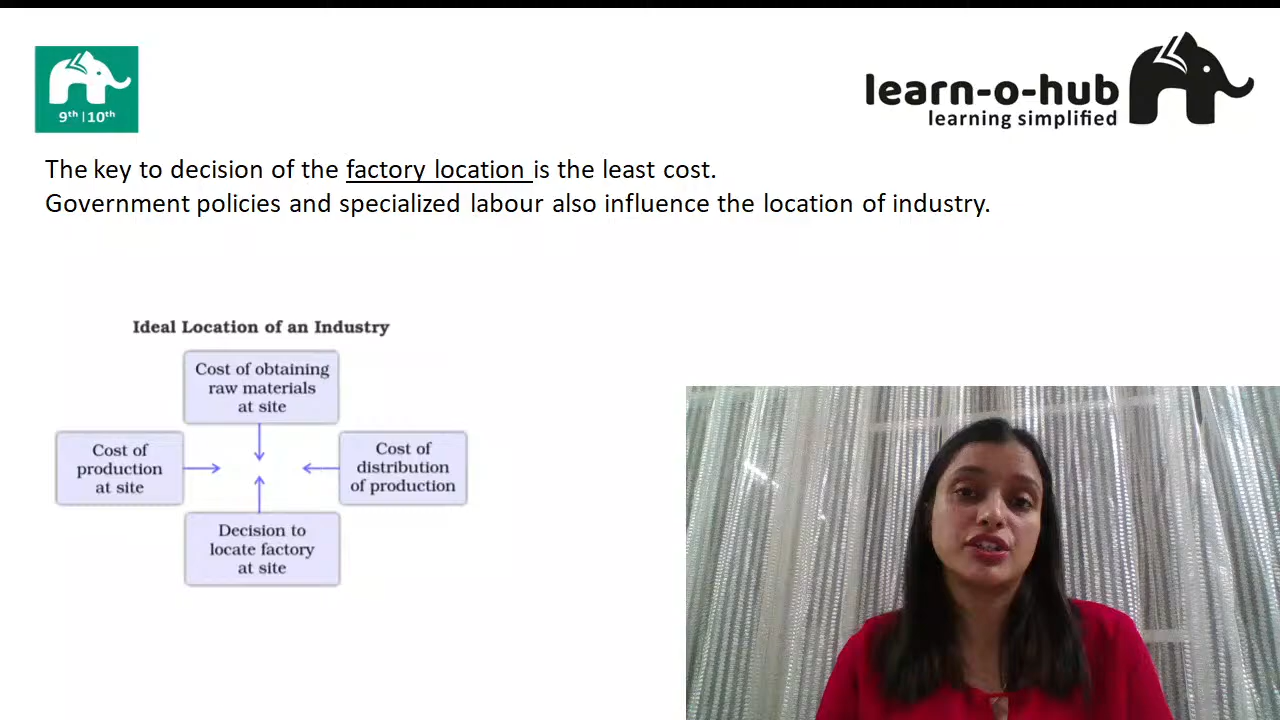 9th | 10th
learn-o-hub
learning simplified
The key to decision of the factory location is the least cost.
Government policies and specialized labour also influence the location of industry.
Ideal Location of an Industry
Cost of obtaining
raw materials
at site
Cost of
production
at site
Cost of
distribution
of production
Decision to
locate factory
at site